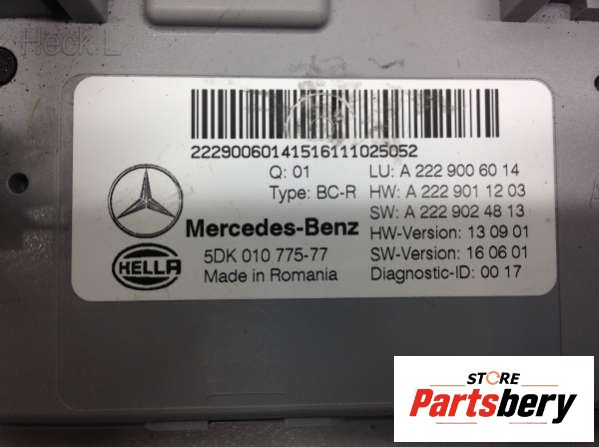 Heck L
2229006014151611025052
Q: 01
LU: A 222 900 60 14
Type: BC-R
HW: A 222 901 12 03
SW: A 222 902 48 13
Mercedes-Benz
HW-Version: 13 09 01
HELLA
5DK 010 775-77
SW-Version: 16 06 01
Made in Romania
Diagnostic-ID: 00 17
STORE
Partsbery